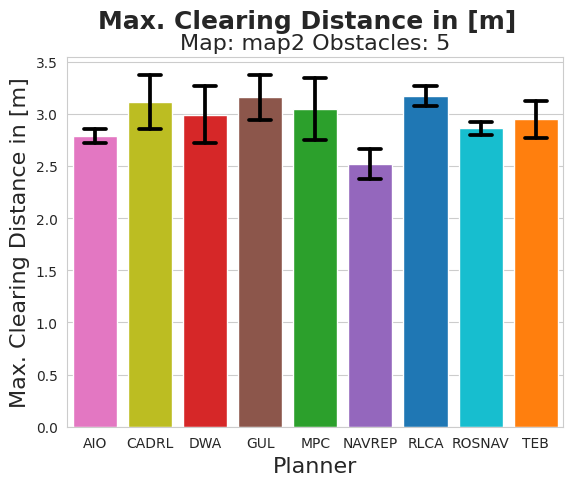 Max. Clearing Distance in [m]
Map: map2 Obstacles: 5
Max. Clearing Distance in [m]
3.5
3.0
2.5
2.0
1.5
1.0
0.5
0.0
AIO CADRL DWA GUL MPC NAVREP RLCA ROSNAV TEB
Planner